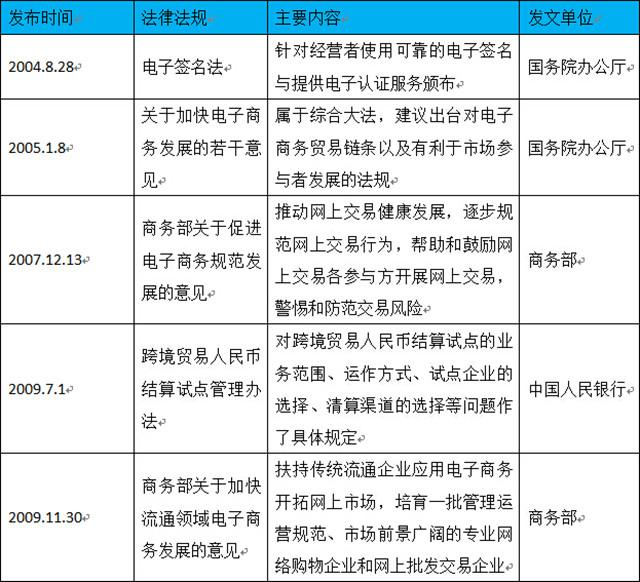 发布时间
法律法规
主要内容
发文单位
2004.8.28
电子签名法
针对经营者使用可靠的电子签名
与提供电子认证服务颁布
国务院办公厅
2005.1.8
关于加快电子商
务发展的若干意
见
属于综合大法，建议出台对电子
商务贸易链条以及有利于市场参
与者发展的法规
国务院办公厅
2007.12.13
商务部关于促进
电子商务规范发
展的意见
推动网上交易健康发展，逐步规
范网上交易行为，帮助和鼓励网
上交易各参与方开展网上交易，
警惕和防范交易风险
商务部
2009.7.1
跨境贸易人民币
结算试点管理办
法
对跨境贸易人民币结算试点的业
务范围、运作方式、试点企业的
选择、清算渠道的选择等问题作
了具体规定
中国人民银行
2009.11.30
商务部关于加快
流通领域电子商
务发展的意见
扶持传统流通企业应用电子商务
开拓网上市场，培育一批管理运
营规范、市场前景广阔的专业网
络购物企业和网上批发交易企业
商务部